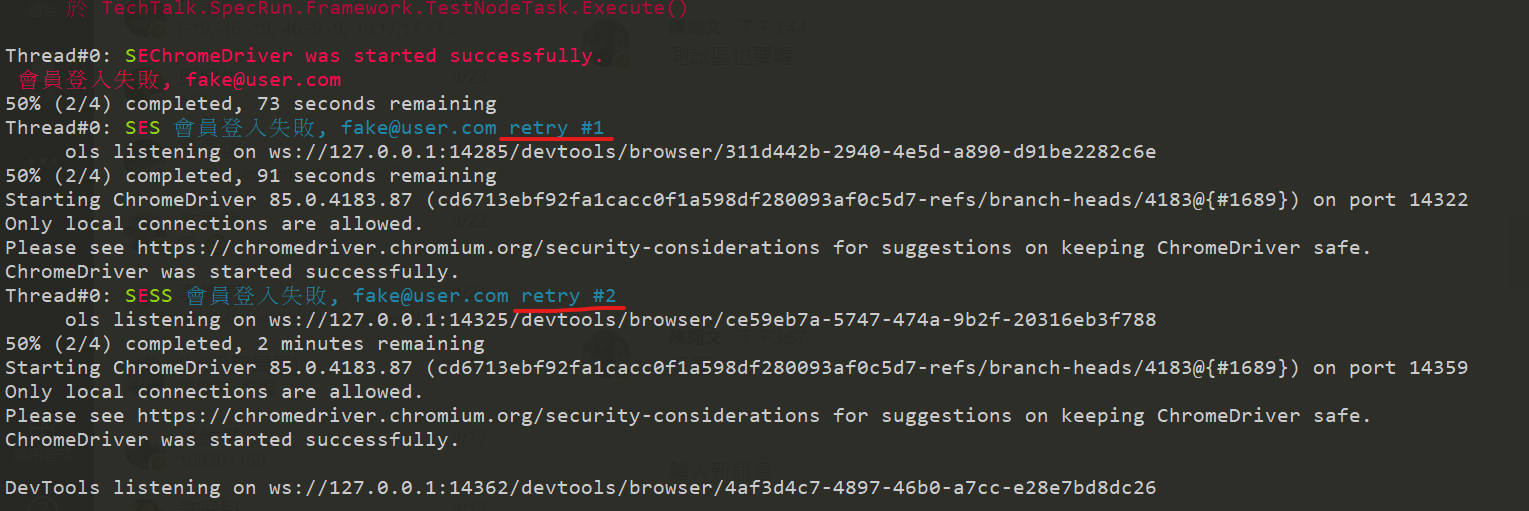 於 TechTalk.SpecRun.Framework.TestNodeTask.Execute()
Thread#0: SEChromeDriver was started successfully.
會員登入失敗, fake@user.com
50% (2/4) completed, 73 seconds remaining
Thread#0: SES 會員登入失敗, fake@user.com retry #1
ols listening on ws://127.0.0.1:14285/devtools/browser/311d442b-2940-4e5d-a890-d91be2282c6e
50% (2/4) completed, 91 seconds remaining
Starting ChromeDriver 85.0.4183.87 (cd6713ebf92fa1cacc0f1a598df280093af0c5d7-refs/branch-heads/4183@{#1689}) on port 14322
Only local connections are allowed.
Please see https://chromedriver.chromium.org/security-considerations for suggestions on keeping ChromeDriver safe.
ChromeDriver was started successfully.
Thread#0: SESS 會員登入失敗, fake@user.com retry #2
ols listening on ws://127.0.0.1:14325/devtools/browser/ce59eb7a-5747-474a-9b2f-20316eb3f788
50% (2/4) completed, 2 minutes remaining
Starting ChromeDriver 85.0.4183.87 (cd6713ebf92fa1cacc0f1a598df280093af0c5d7-refs/branch-heads/4183@{#1689}) on port 14359
Only local connections are allowed.
Please see https://chromedriver.chromium.org/security-considerations for suggestions on keeping ChromeDriver safe.
ChromeDriver was started successfully.
DevTools listening on ws://127.0.0.1:14362/devtools/browser/4af3d4c7-4897-46b0-a7cc-e28e7bd8dc26